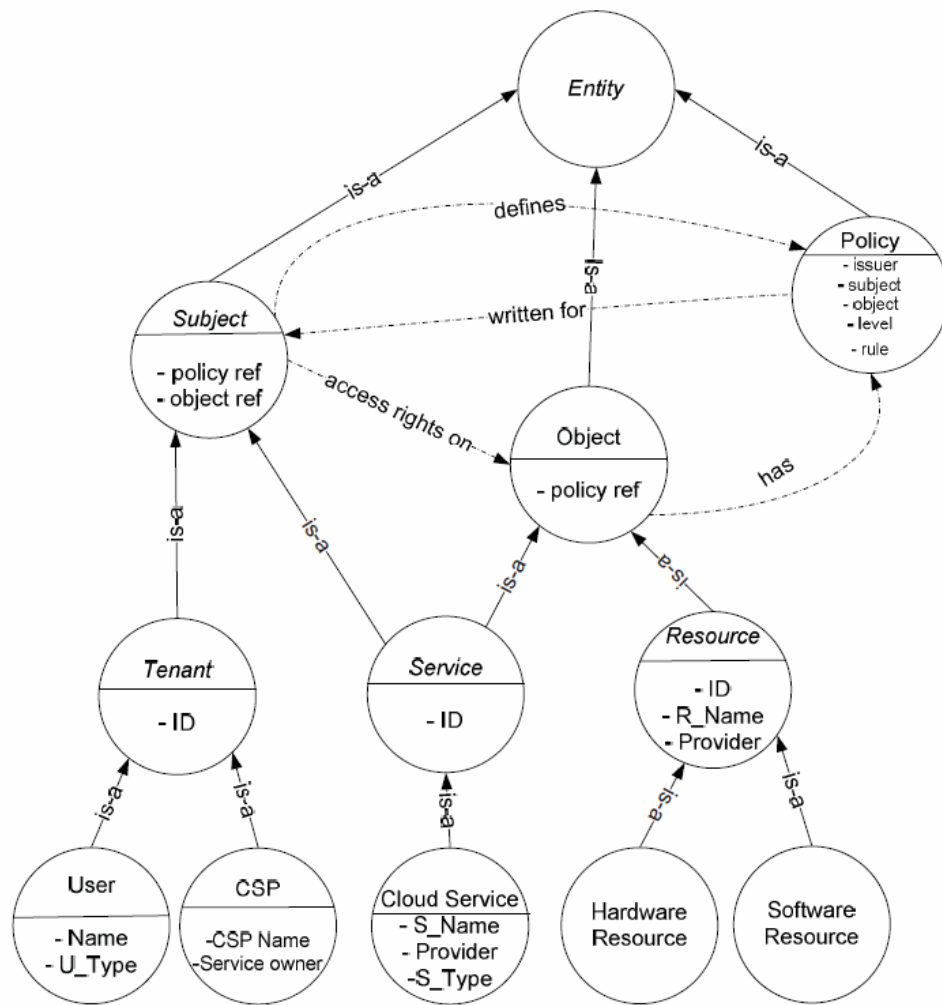 Entity
is-a
is-a
is-a
defines
written for
access rights on
has
Policy
- issuer
- subject
- object
- level
- rule
Subject
- policy ref
- object ref
Object
- policy ref
is-a
is-a
is-a
is-a
Tenant
- ID
Service
- ID
Resource
- ID
- R_Name
- Provider
is-a
is-a
is-a
is-a
is-a
User
- Name
- U_Type
CSP
-CSP Name
-Service owner
Cloud Service
- S_Name
- Provider
-S_Type
Hardware
Resource
Software
Resource